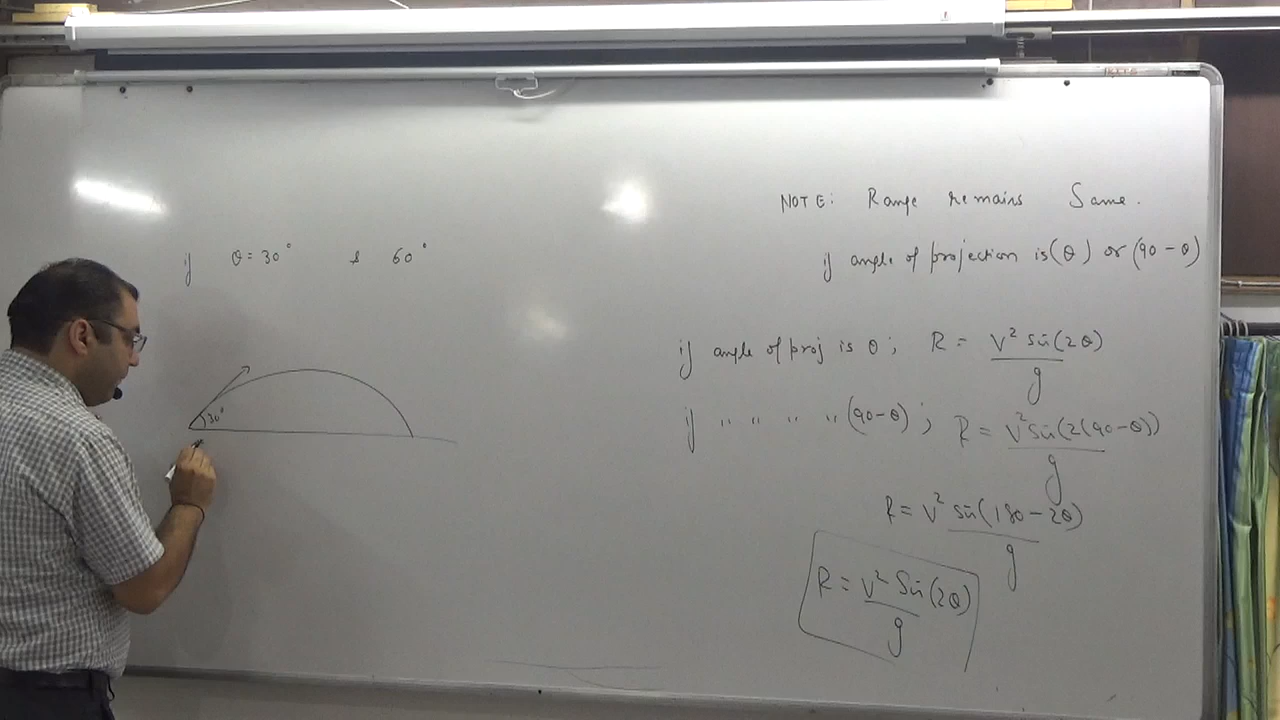 if θ = 30° & 60°
30°
NOTE: Range remains Same.
if angle of projection is (θ) or (90 - θ)
if angle of proj is θ ; R = V² sin(2θ) / g
if " " " " (90-θ) ; R = V² sin(2(90-θ)) / g
R = V² sin(180 - 2θ) / g
R = V² Sin(2θ) / g